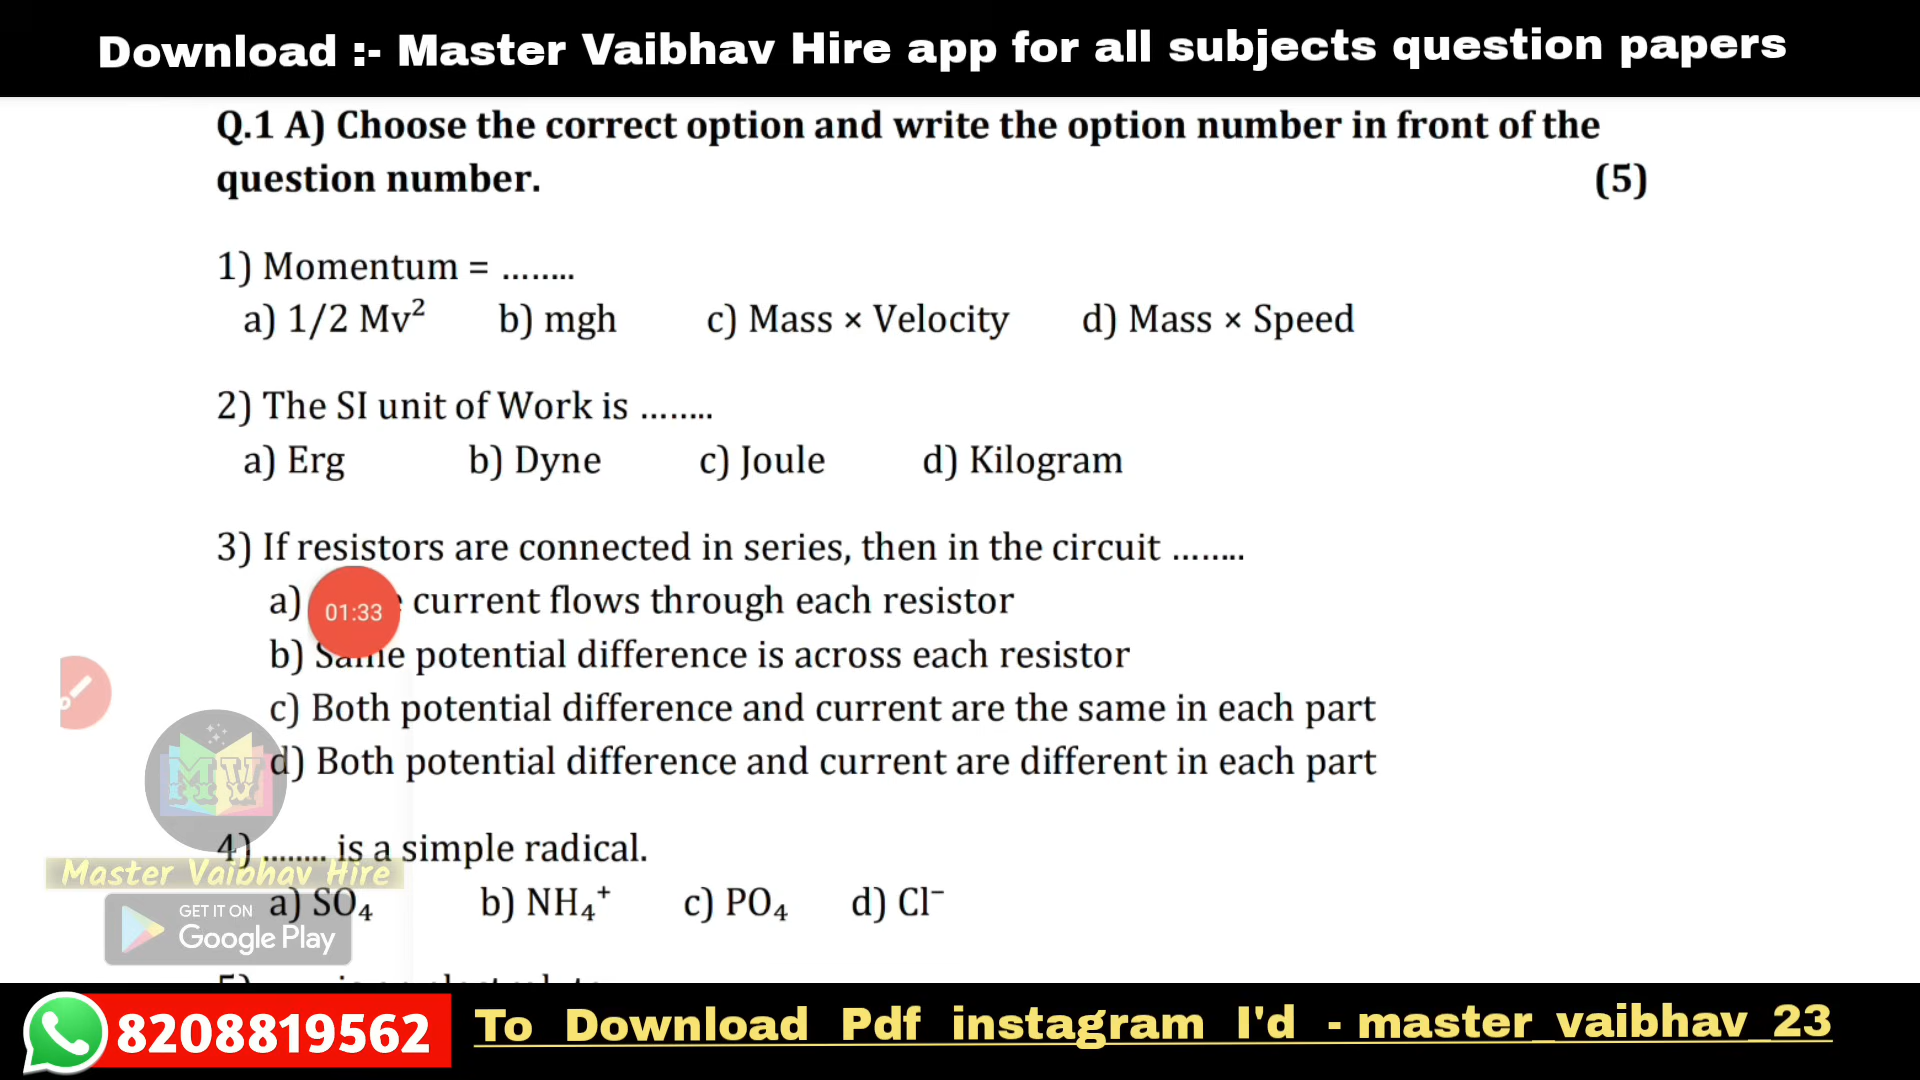 Download :- Master Vaibhav Hire app for all subjects question papers
Q.1 A) Choose the correct option and write the option number in front of the
question number. (5)
1) Momentum = ........
a) 1/2 Mv² b) mgh c) Mass × Velocity d) Mass × Speed
2) The SI unit of Work is ........
a) Erg b) Dyne c) Joule d) Kilogram
3) If resistors are connected in series, then in the circuit ........
a) current flows through each resistor
01:33
b) Same potential difference is across each resistor
c) Both potential difference and current are the same in each part
d) Both potential difference and current are different in each part
MV
4) ........ is a simple radical.
Master Vaibhav Hire
a) SO₄ b) NH₄⁺ c) PO₄ d) Cl⁻
GET IT ON
Google Play
8208819562
To Download Pdf instagram I'd - master_vaibhav_23